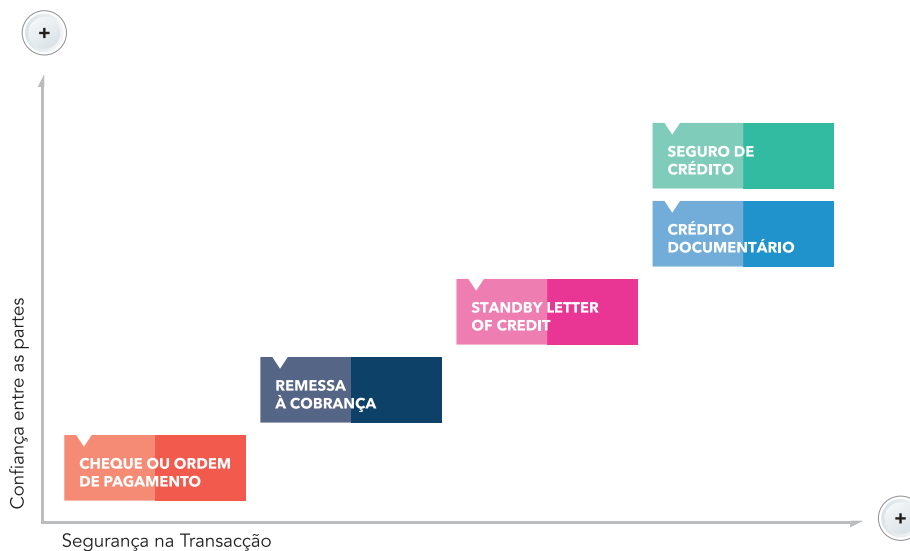 +
SEGURO DE
CRÉDITO
CRÉDITO
DOCUMENTÁRIO
STANDBY LETTER
OF CREDIT
REMESSA
À COBRANÇA
CHEQUE OU ORDEM
DE PAGAMENTO
Confiança entre as partes
+
Segurança na Transacção